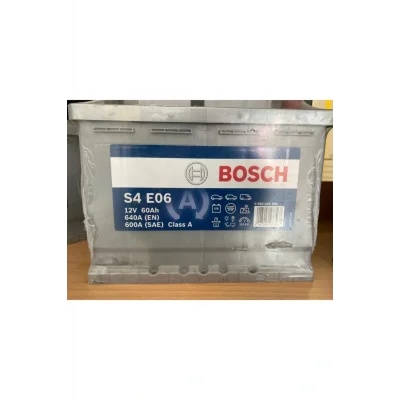 BOSCH
S4 E06
12V 60Ah
640A (EN)
600A (SAE) Class A
A